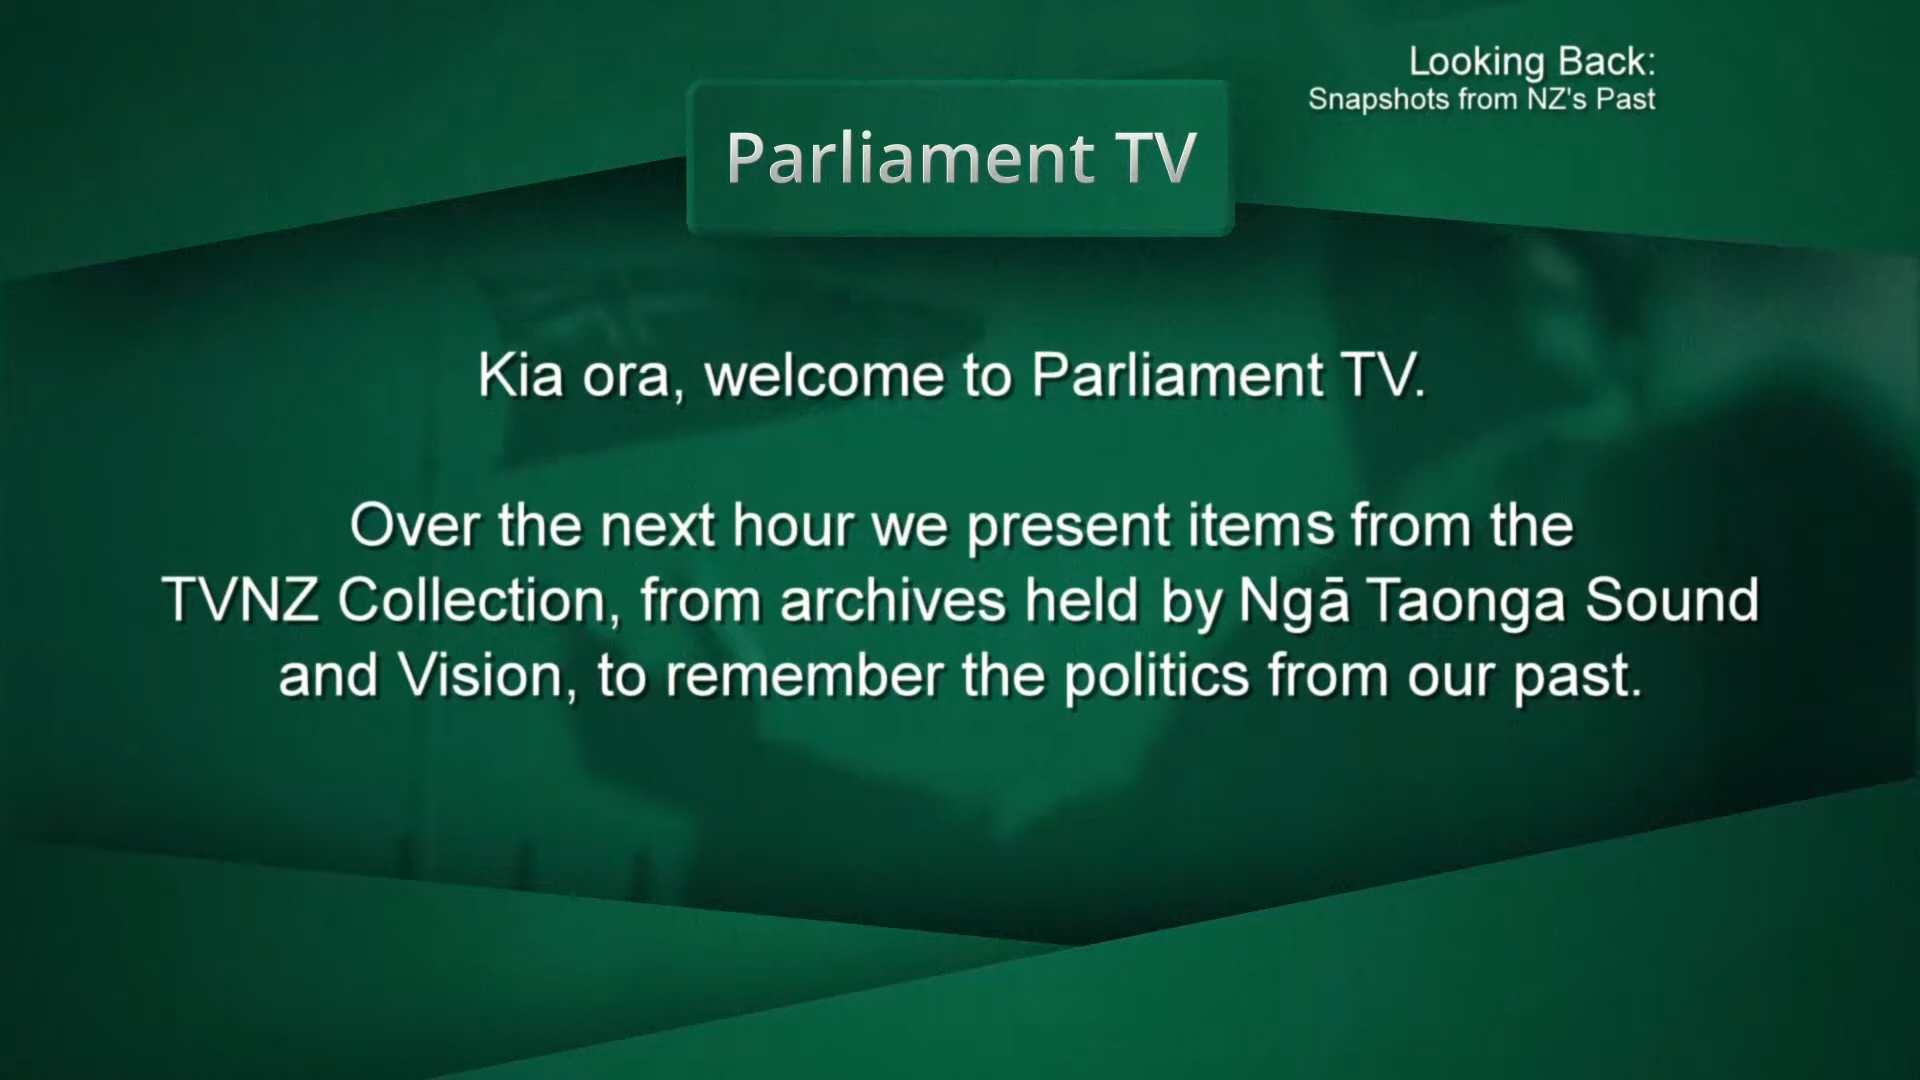 Looking Back:
Snapshots from NZ's Past
Parliament TV
Kia ora, welcome to Parliament TV.
Over the next hour we present items from the
TVNZ Collection, from archives held by Ngā Taonga Sound
and Vision, to remember the politics from our past.